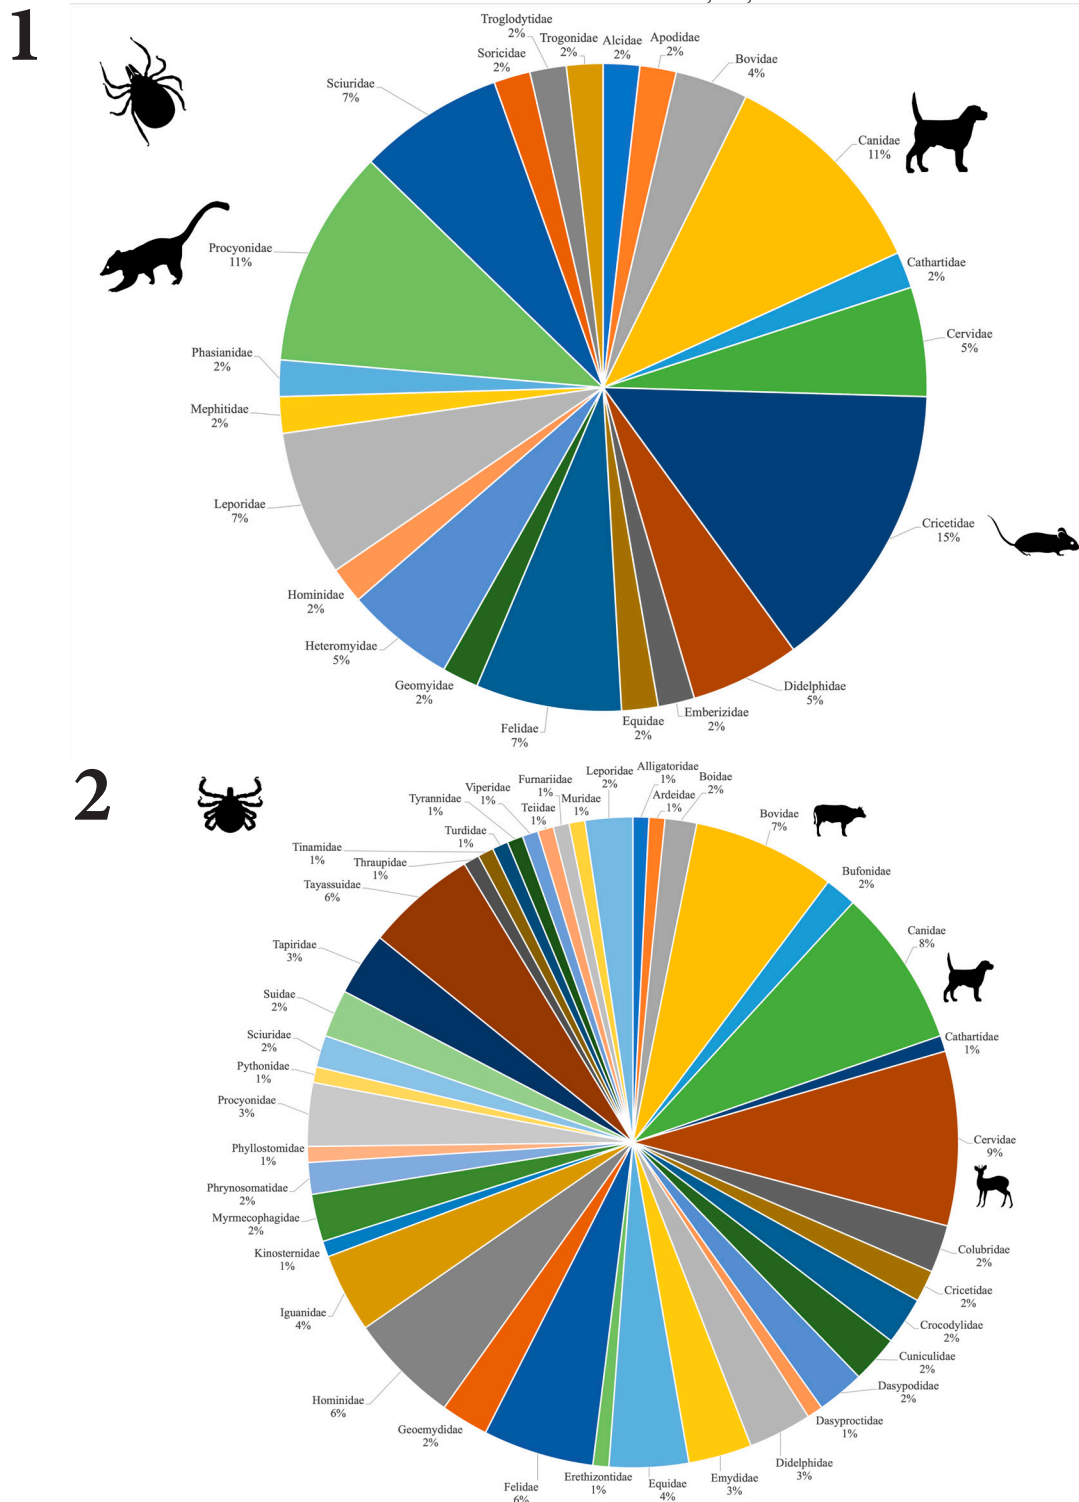 1
Troglodytidae
2%
Trogonidae
2%
Alcidae
2%
Apodidae
2%
Bovidae
4%
Canidae
11%
Cathartidae
2%
Cervidae
5%
Cricetidae
15%
Didelphidae
5%
Emberizidae
2%
Equidae
2%
Felidae
7%
Geomyidae
2%
Heteromyidae
5%
Hominidae
2%
Leporidae
7%
Mephitidae
2%
Phasianidae
2%
Procyonidae
11%
Sciuridae
7%
Soricidae
2%
2
Alligatoridae
1%
Ardeidae
1%
Boidae
2%
Bovidae
7%
Bufonidae
2%
Canidae
8%
Cathartidae
1%
Cervidae
9%
Colubridae
2%
Cricetidae
2%
Crocodylidae
2%
Cuniculidae
2%
Dasypodidae
2%
Dasyproctidae
1%
Didelphidae
3%
Emydidae
3%
Equidae
4%
Erethizontidae
1%
Felidae
6%
Geoemydidae
2%
Hominidae
6%
Iguanidae
4%
Kinosternidae
1%
Myrmecophagidae
2%
Phrynosomatidae
2%
Phyllostomidae
1%
Procyonidae
3%
Pythonidae
1%
Sciuridae
2%
Suidae
2%
Tapiridae
3%
Tayassuidae
6%
Thraupidae
1%
Tinamidae
1%
Turdidae
1%
Tyrannidae
1%
Viperidae
1%
Teiidae
1%
Furnariidae
1%
Muridae
1%
Leporidae
2%